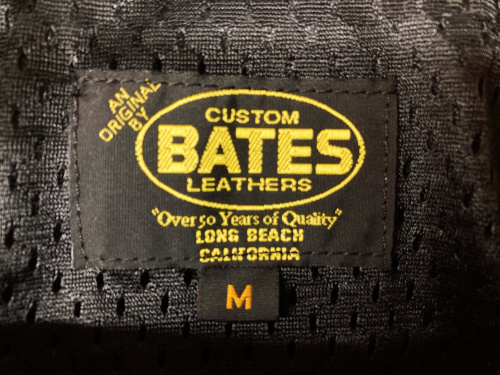 AN
ORIGINAL
BY
CUSTOM
BATES
LEATHERS
"Over 50 Years of Quality"
LONG BEACH
CALIFORNIA
M